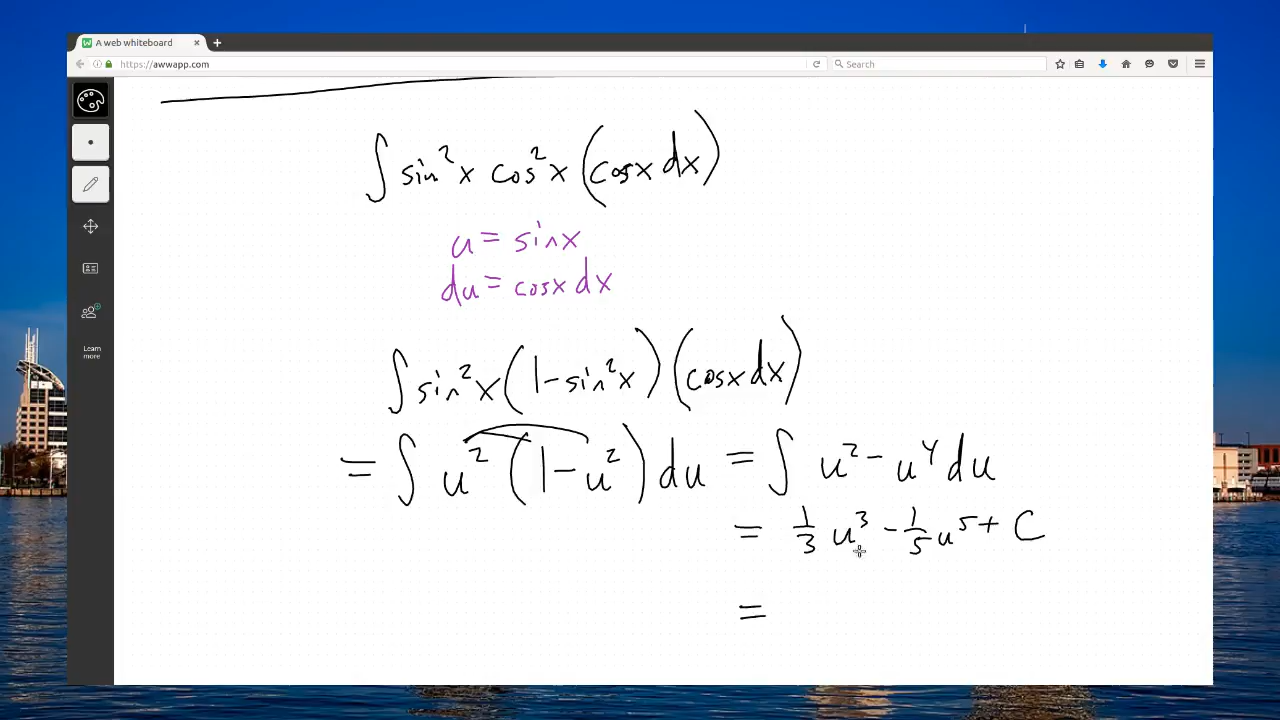 A web whiteboard
https://awwapp.com
Search
∫ sin²x cos²x (cosx dx)
u = sinx
du = cosx dx
∫ sin²x (1-sin²x) (cosx dx)
= ∫ u² (1-u²) du = ∫ u² - u⁴ du
= 1/3 u³ - 1/5 u⁵ + C
=
Learn
more